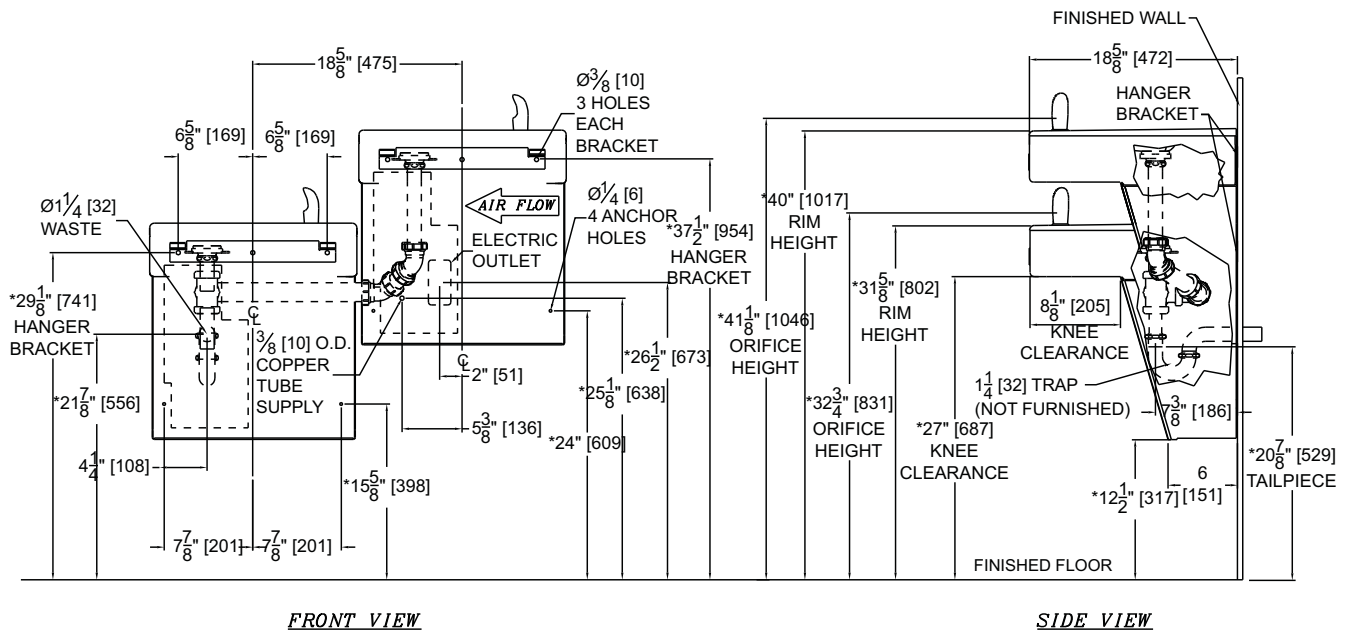 FINISHED WALL
18 5/8" [475]
18 5/8" [472]
Ø3/8 [10]
3 HOLES
EACH
BRACKET
HANGER
BRACKET
6 5/8" [169]
6 5/8" [169]
Ø1 1/4 [32]
WASTE
AIR FLOW
Ø1/4 [6]
4 ANCHOR
HOLES
*40" [1017]
RIM
HEIGHT
*37 1/2" [954]
HANGER
BRACKET
ELECTRIC
OUTLET
*29 1/8" [741]
HANGER
BRACKET
CL
3/8 [10] O.D.
COPPER
TUBE
SUPPLY
*31 5/8" [802]
RIM
HEIGHT
8 1/8" [205]
KNEE
CLEARANCE
*41 1/8" [1046]
ORIFICE
HEIGHT
*26 1/2" [673]
CL
2" [51]
*25 1/8" [638]
*21 7/8" [556]
1 1/4 [32] TRAP
(NOT FURNISHED)
7 3/8" [186]
*32 3/4" [831]
ORIFICE
HEIGHT
5 3/8" [136]
*24" [609]
*27" [687]
KNEE
CLEARANCE
*20 7/8" [529]
TAILPIECE
4 1/4" [108]
*15 5/8" [398]
6
[151]
*12 1/2" [317]
7 7/8" [201]
7 7/8" [201]
FINISHED FLOOR
FRONT VIEW
SIDE VIEW